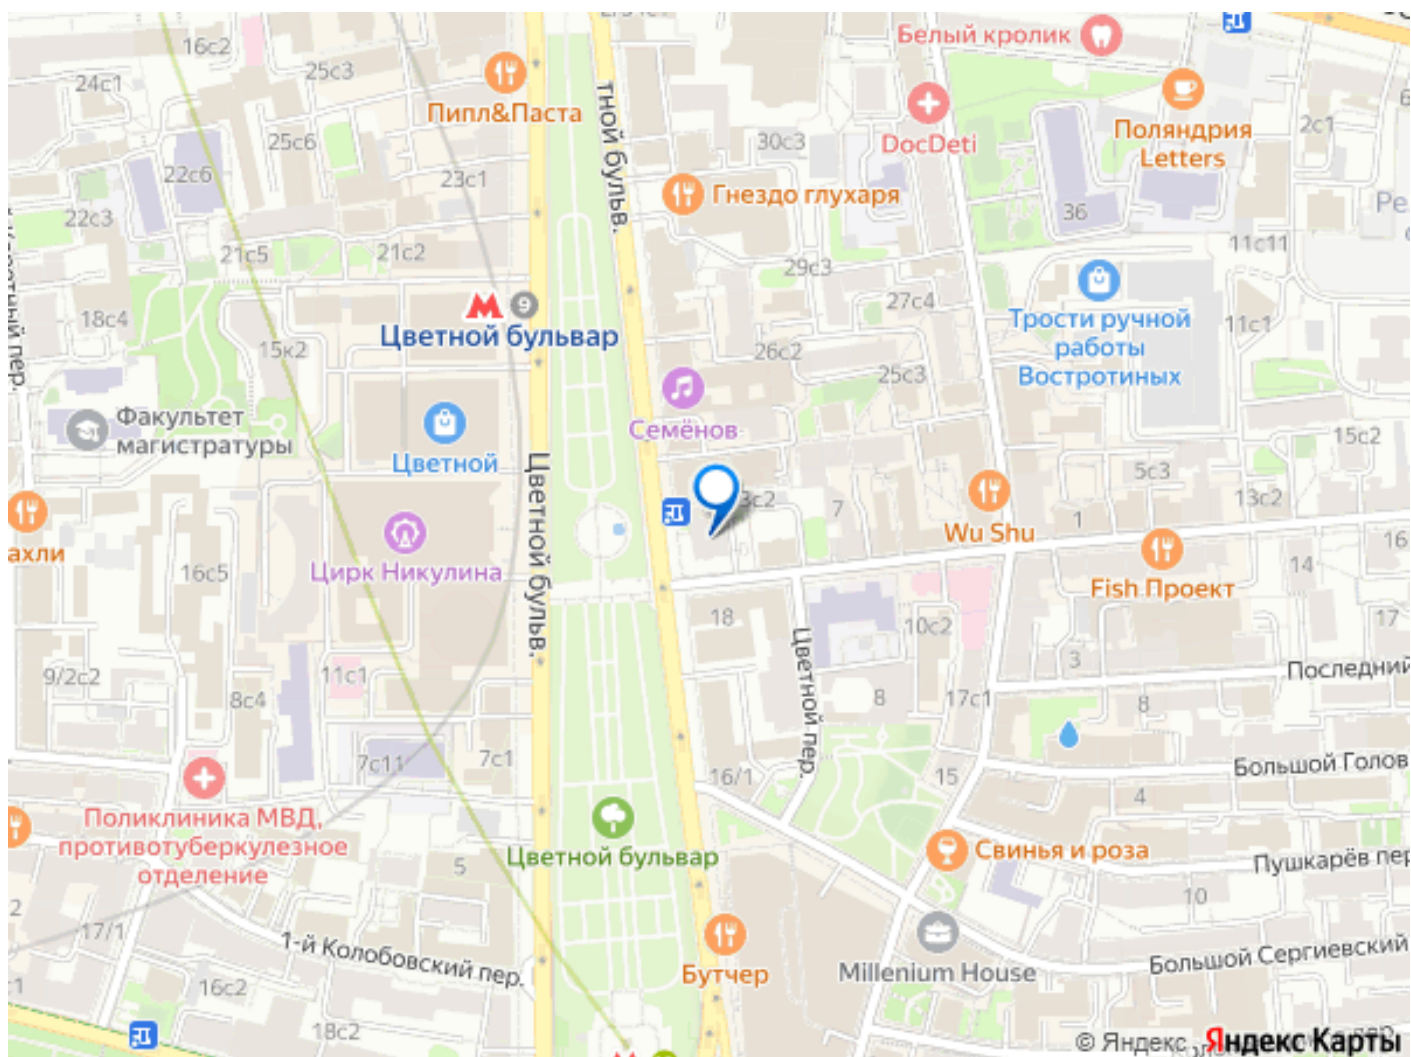 16с2
25с3
24с1
Пипл&Паста
тной бульв.
Белый кролик
DocDeti
Поляндрия
Letters
2с1
30с3
25с6
22с6
23с1
Гнездо глухаря
36
22с3
21с5
21с2
11с11
29с3
27с4
9
Цветной бульвар
18с4
15к2
Трости ручной
работы
Востротиных
11с1
26с2
25с3
Факультет
магистратуры
Цветной
Семёнов
15с2
5с3
13с2
Цветной бульв.
3с2
7
Wu Shu
1
ахли
16с5
Цирк Никулина
Fish Проект
14
16
17
18
10с2
Цветной пер.
3
Последний
9/2с2
11с1
8с4
8
17с1
8
7с11
7с1
16/1
15
Большой Голов
4
Поликлиника МВД,
противотуберкулезное
отделение
Цветной бульвар
5
Свинья и роза
Пушкарёв пер
10
2
17/1
1-й Колобовский пер.
Бутчер
Millenium House
Большой Сергиевский
16с2
18с2
© Яндекс
Яндекс Карты